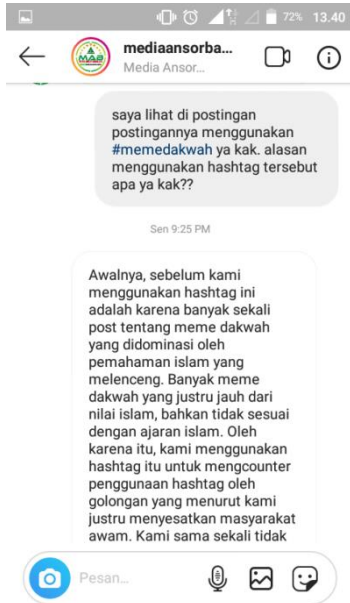 72% 13.40
mediaansorba...
MAB
Media Ansor...
saya lihat di postingan
postingannya menggunakan
#memedakwah ya kak. alasan
menggunakan hashtag tersebut
apa ya kak??
Sen 9:25 PM
Awalnya, sebelum kami
menggunakan hashtag ini
adalah karena banyak sekali
post tentang meme dakwah
yang didominasi oleh
pemahaman islam yang
melenceng. Banyak meme
dakwah yang justru jauh dari
nilai islam, bahkan tidak sesuai
dengan ajaran islam. Oleh
karena itu, kami menggunakan
hashtag itu untuk mengcounter
penggunaan hashtag oleh
golongan yang menurut kami
justru menyesatkan masyarakat
awam. Kami sama sekali tidak
Pesan...